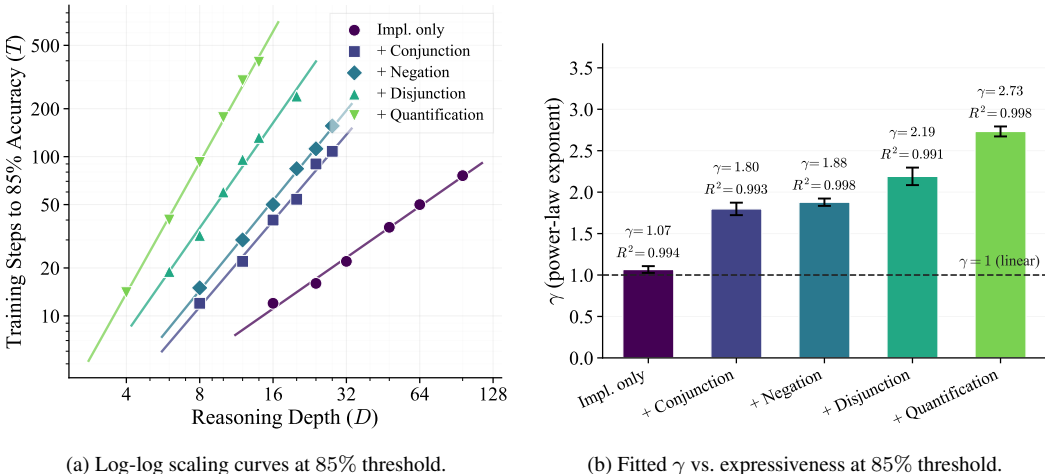 Training Steps to 85% Accuracy (T)
500
200
100
50
20
10
4
8
16
32
64
128
Reasoning Depth (D)
Impl. only
+ Conjunction
+ Negation
+ Disjunction
+ Quantification
(a) Log-log scaling curves at 85% threshold.
γ (power-law exponent)
3.5
3.0
2.5
2.0
1.5
1.0
0.5
0.0
γ = 1.07
R² = 0.994
γ = 1.80
R² = 0.993
γ = 1.88
R² = 0.998
γ = 2.19
R² = 0.991
γ = 2.73
R² = 0.998
γ = 1 (linear)
Impl. only
+ Conjunction
+ Negation
+ Disjunction
+ Quantification
(b) Fitted γ vs. expressiveness at 85% threshold.